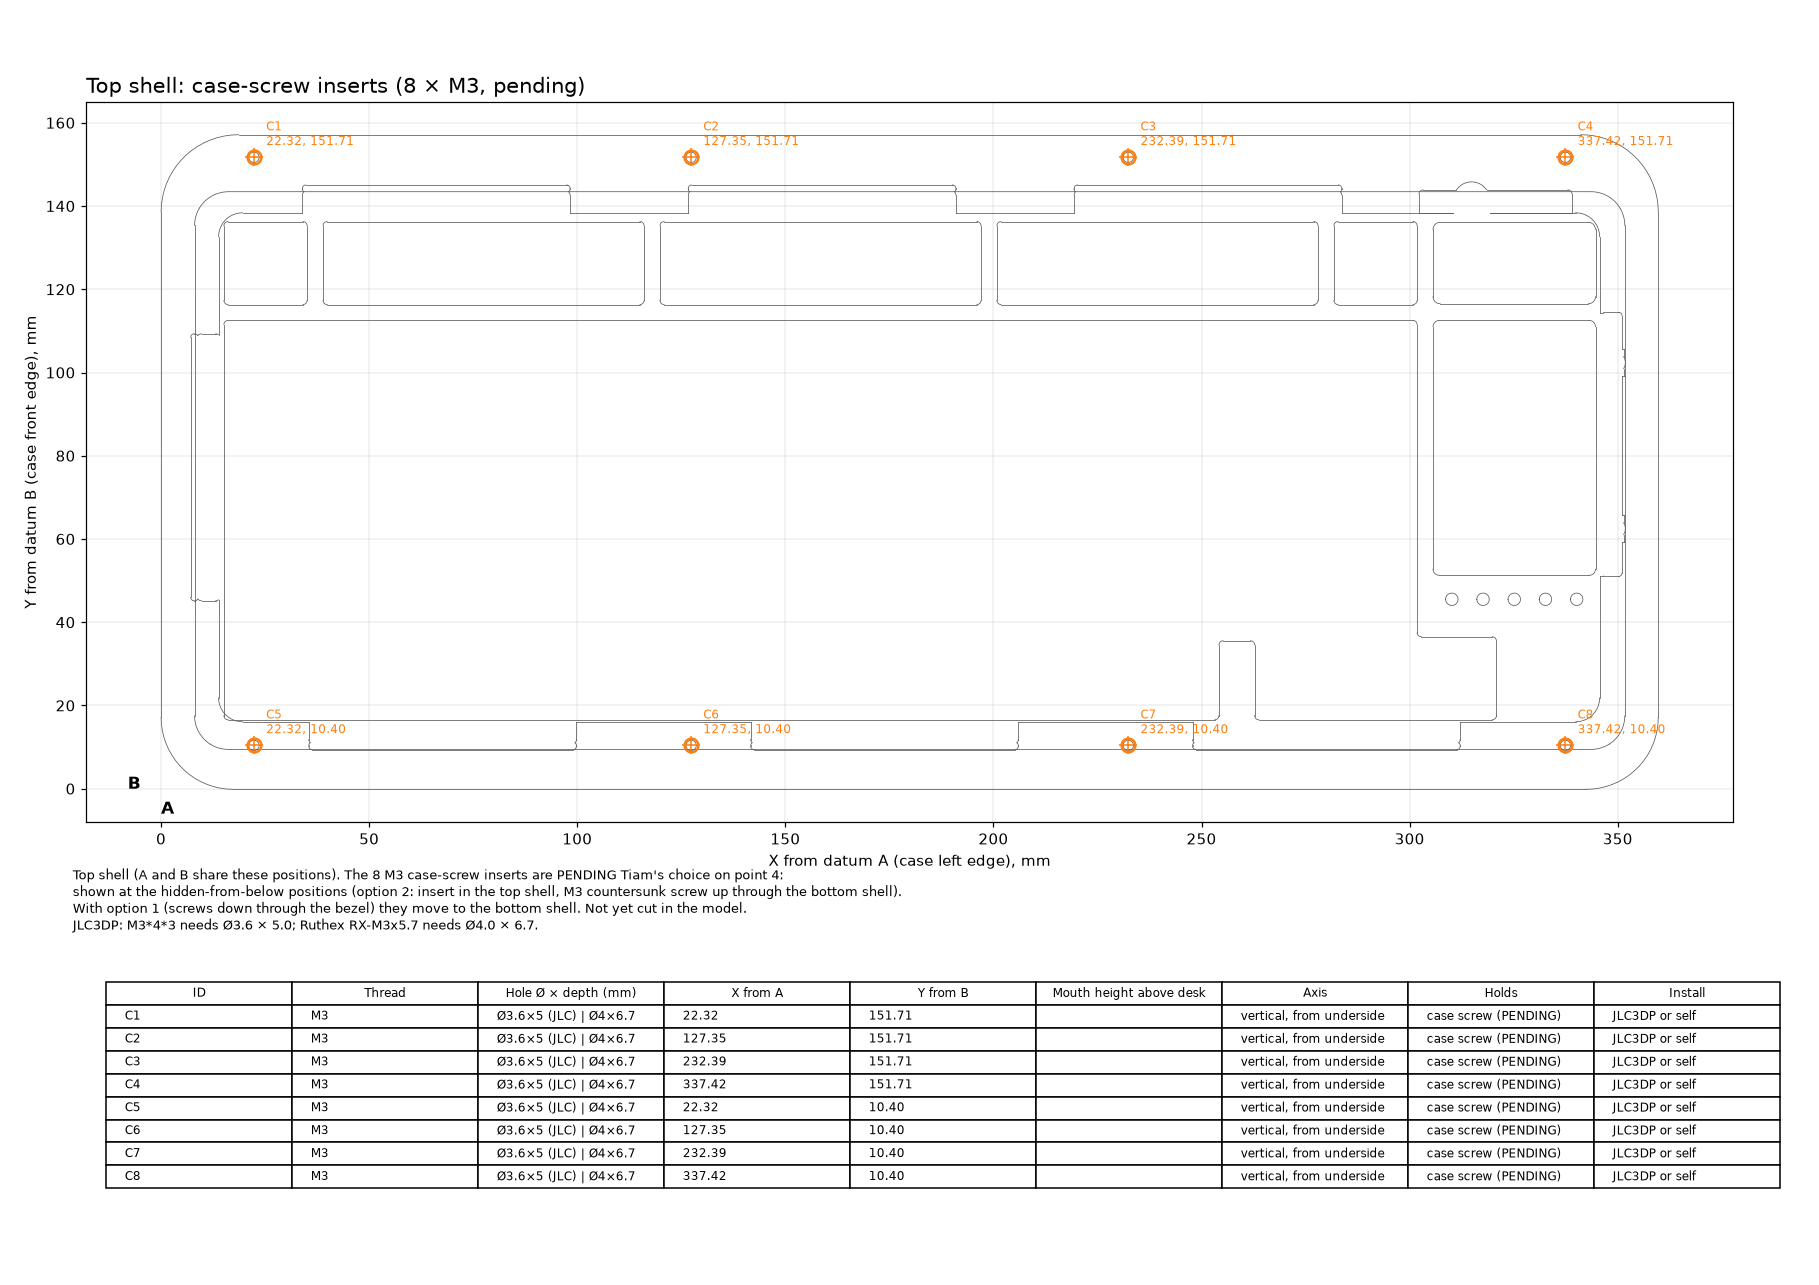 Top shell: case-screw inserts (8 × M3, pending)
160
140
120
100
80
60
40
20
0
Y from datum B (case front edge), mm
C1
22.32, 151.71
C2
127.35, 151.71
C3
232.39, 151.71
C4
337.42, 151.71
C5
22.32, 10.40
C6
127.35, 10.40
C7
232.39, 10.40
C8
337.42, 10.40
B
A
0 50 100 150 200 250 300 350
X from datum A (case left edge), mm
Top shell (A and B share these positions). The 8 M3 case-screw inserts are PENDING Tiam's choice on point 4:
shown at the hidden-from-below positions (option 2: insert in the top shell, M3 countersunk screw up through the bottom shell).
With option 1 (screws down through the bezel) they move to the bottom shell. Not yet cut in the model.
JLC3DP: M3*4*3 needs Ø3.6 × 5.0; Ruthex RX-M3x5.7 needs Ø4.0 × 6.7.
ID Thread Hole Ø × depth (mm) X from A Y from B Mouth height above desk Axis Holds Install
C1 M3 Ø3.6×5 (JLC) | Ø4×6.7 22.32 151.71 vertical, from underside case screw (PENDING) JLC3DP or self
C2 M3 Ø3.6×5 (JLC) | Ø4×6.7 127.35 151.71 vertical, from underside case screw (PENDING) JLC3DP or self
C3 M3 Ø3.6×5 (JLC) | Ø4×6.7 232.39 151.71 vertical, from underside case screw (PENDING) JLC3DP or self
C4 M3 Ø3.6×5 (JLC) | Ø4×6.7 337.42 151.71 vertical, from underside case screw (PENDING) JLC3DP or self
C5 M3 Ø3.6×5 (JLC) | Ø4×6.7 22.32 10.40 vertical, from underside case screw (PENDING) JLC3DP or self
C6 M3 Ø3.6×5 (JLC) | Ø4×6.7 127.35 10.40 vertical, from underside case screw (PENDING) JLC3DP or self
C7 M3 Ø3.6×5 (JLC) | Ø4×6.7 232.39 10.40 vertical, from underside case screw (PENDING) JLC3DP or self
C8 M3 Ø3.6×5 (JLC) | Ø4×6.7 337.42 10.40 vertical, from underside case screw (PENDING) JLC3DP or self